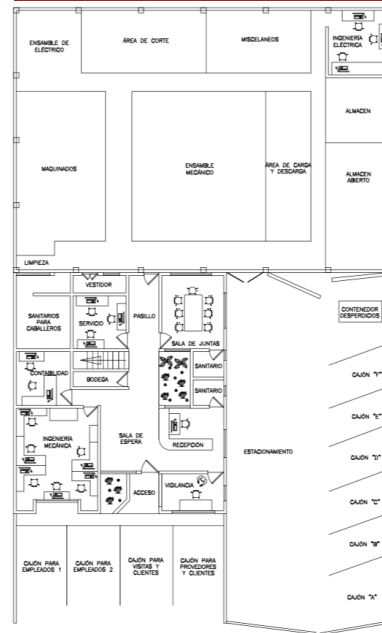 ENSAMBLE DE
ELÉCTRICO
ÁREA DE CORTE
MISCELANEOS
INGENIERÍA
ELÉCTRICA
ALMACEN
MAQUINADOS
ENSAMBLE
MECÁNICO
ÁREA DE CARGA
Y DESCARGA
ALMACEN
ABIERTO
LIMPIEZA
VESTIDOR
SANITARIOS
PARA
CABALLEROS
SERVICIO
PASILLO
SALA DE JUNTAS
CONTENEDOR
DESPERDICIOS
CONTABILIDAD
BODEGA
SANITARIO
SANITARIO
CAJÓN "F"
CAJÓN "E"
INGENIERÍA
MECÁNICA
SALA DE
ESPERA
RECEPCIÓN
ESTACIONAMIENTO
CAJÓN "D"
ACCESO
VIGILANCIA
CAJÓN "C"
CAJÓN "B"
CAJÓN PARA
EMPLEADOS 1
CAJÓN PARA
EMPLEADOS 2
CAJÓN PARA
VISITAS Y
CLIENTES
CAJÓN PARA
PROVEDORES
Y CLIENTES
CAJÓN "A"